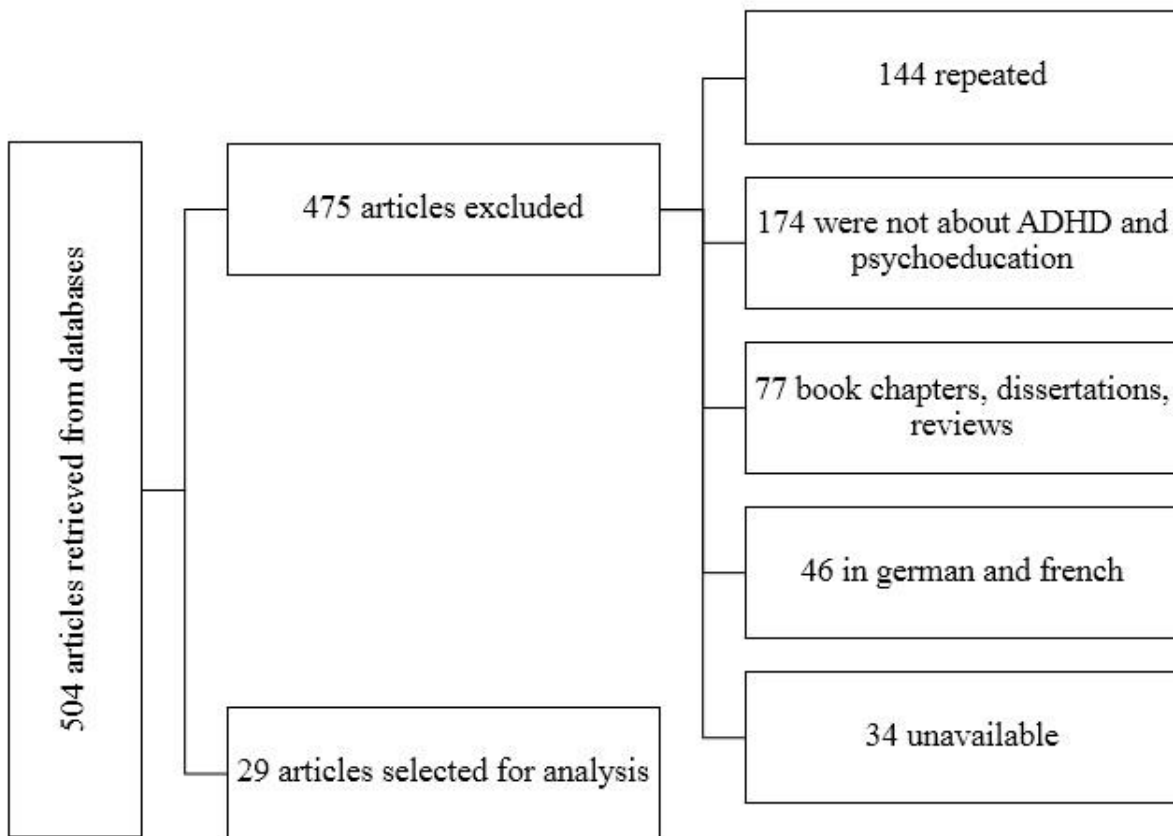 504 articles retrieved from databases
475 articles excluded
29 articles selected for analysis
144 repeated
174 were not about ADHD and
psychoeducation
77 book chapters, dissertations,
reviews
46 in german and french
34 unavailable